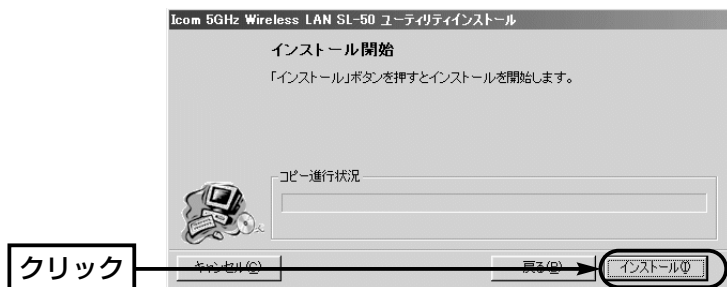 Icom 5GHz Wireless LAN SL-50 ユーティリティインストール
インストール開始
「インストール」ボタンを押すとインストールを開始します。
コピー進行状況
クリック
キャンセル(C)
戻る(B)
インストール(I)